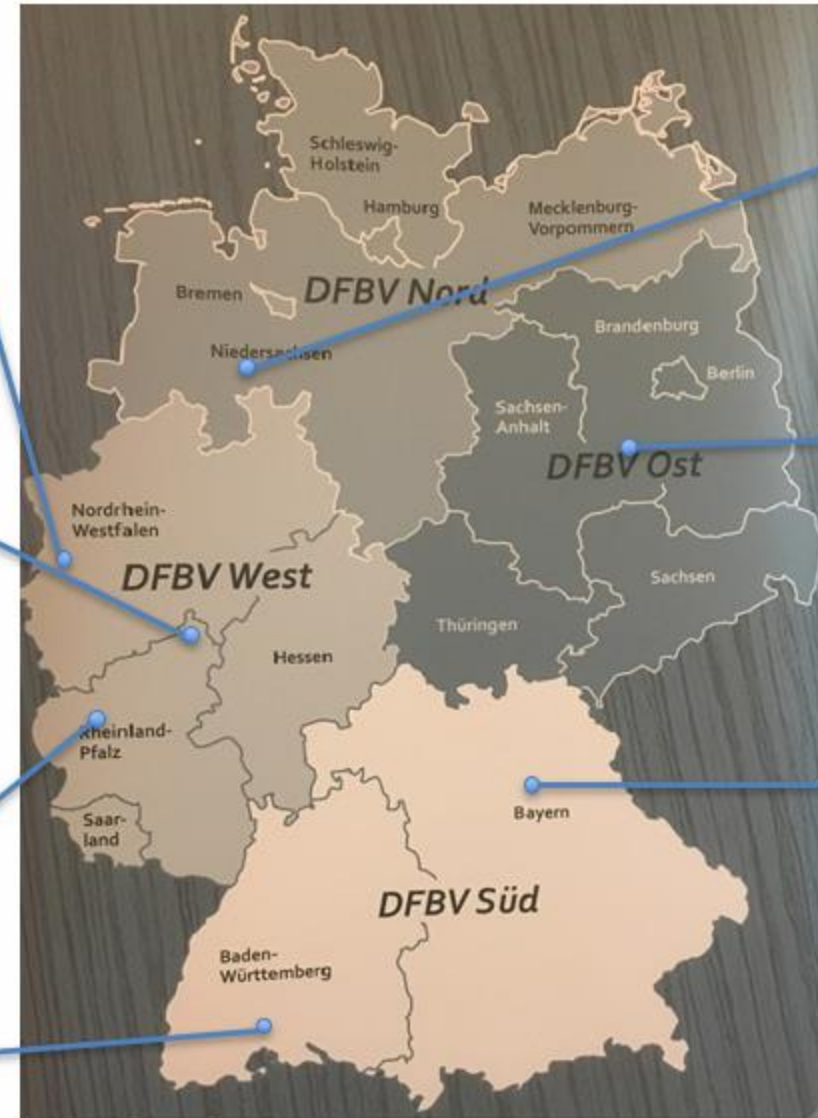 Schleswig-
Holstein
Hamburg
Mecklenburg-
Vorpommern
Bremen
DFBV Nord
Niedersachsen
Brandenburg
Berlin
Sachsen-
Anhalt
DFBV Ost
Nordrhein-
Westfalen
DFBV West
Sachsen
Thüringen
Hessen
Rheinland-
Pfalz
Saar-
land
Bayern
DFBV Süd
Baden-
Württemberg